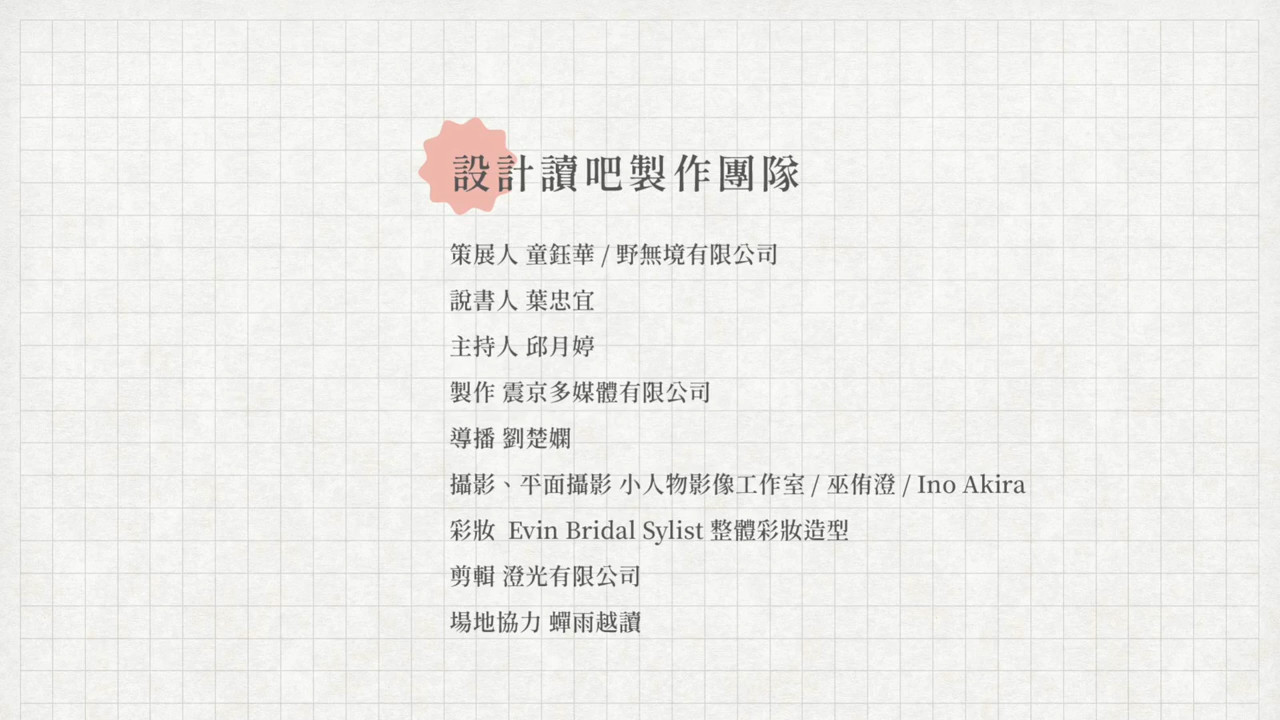 設計讀吧製作團隊
策展人 童鈺華 / 野無境有限公司
說書人 葉忠宜
主持人 邱月婷
製作 震京多媒體有限公司
導播 劉楚嫻
攝影、平面攝影 小人物影像工作室 / 巫侑澄 / Ino Akira
彩妝 Evin Bridal Sylist 整體彩妝造型
剪輯 澄光有限公司
場地協力 蟬雨越讀